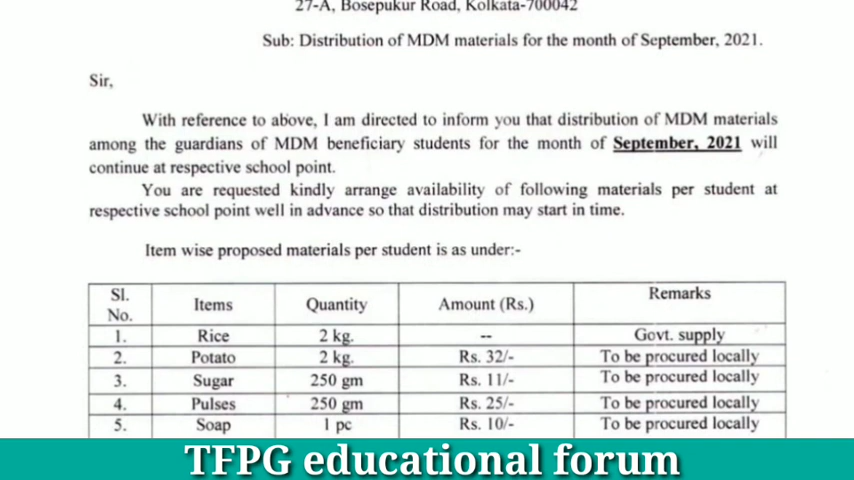 27-A, Bosepukur Road, Kolkata-700042
Sub: Distribution of MDM materials for the month of September, 2021.
Sir,
With reference to above, I am directed to inform you that distribution of MDM materials
among the guardians of MDM beneficiary students for the month of September, 2021 will
continue at respective school point.
You are requested kindly arrange availability of following materials per student at
respective school point well in advance so that distribution may start in time.
Item wise proposed materials per student is as under:-
Sl. No. Items Quantity Amount (Rs.) Remarks
1. Rice 2 kg. -- Govt. supply
2. Potato 2 kg. Rs. 32/- To be procured locally
3. Sugar 250 gm Rs. 11/- To be procured locally
4. Pulses 250 gm Rs. 25/- To be procured locally
5. Soap 1 pc Rs. 10/- To be procured locally
TFPG educational forum